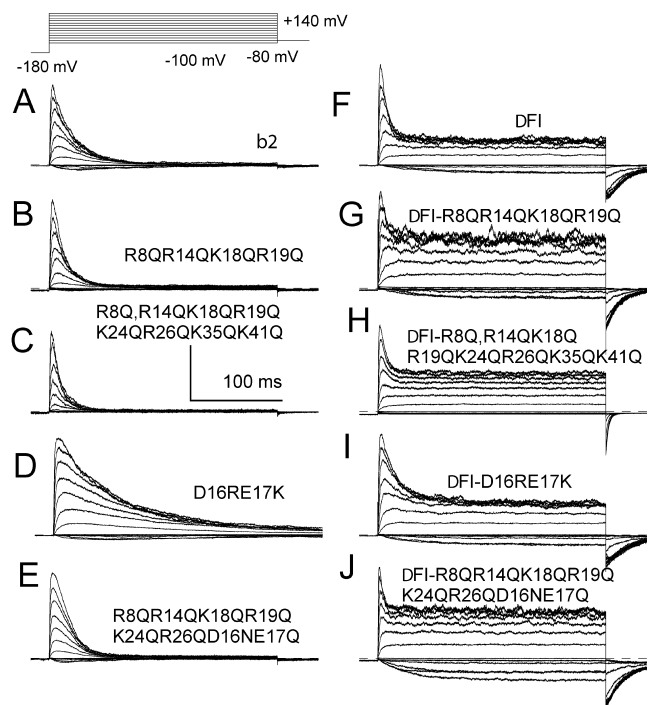 +140 mV
-180 mV
-100 mV
-80 mV
A
b2
B
R8QR14QK18QR19Q
R8Q,R14QK18QR19Q
K24QR26QK35QK41Q
C
100 ms
D
D16RE17K
E
R8QR14QK18QR19Q
K24QR26QD16NE17Q
F
DFI
G
DFI-R8QR14QK18QR19Q
H
DFI-R8Q,R14QK18Q
R19QK24QR26QK35QK41Q
I
DFI-D16RE17K
J
DFI-R8QR14QK18QR19Q
K24QR26QD16NE17Q